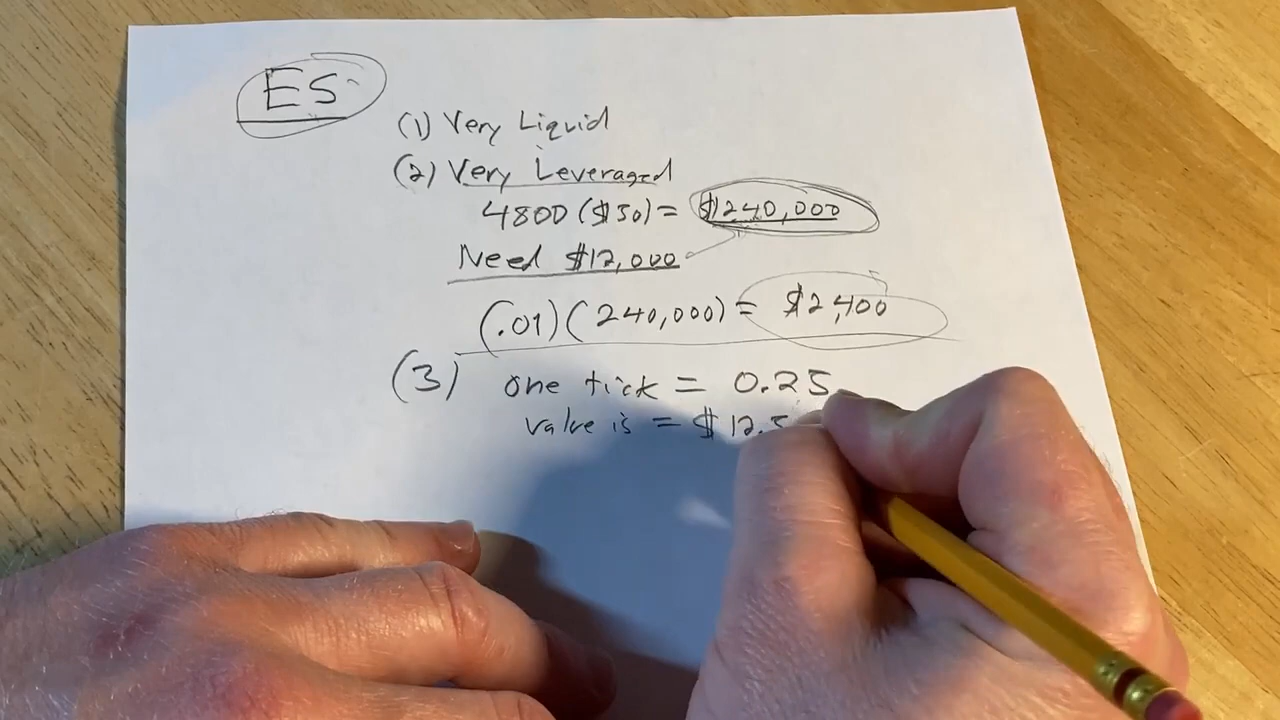 ES
(1) Very Liquid
(2) Very Leveraged
4800 ($50) = $240,000
Need $12,000
(.01)(240,000) = $2,400
(3) one tick = 0.25
value is = $12.5